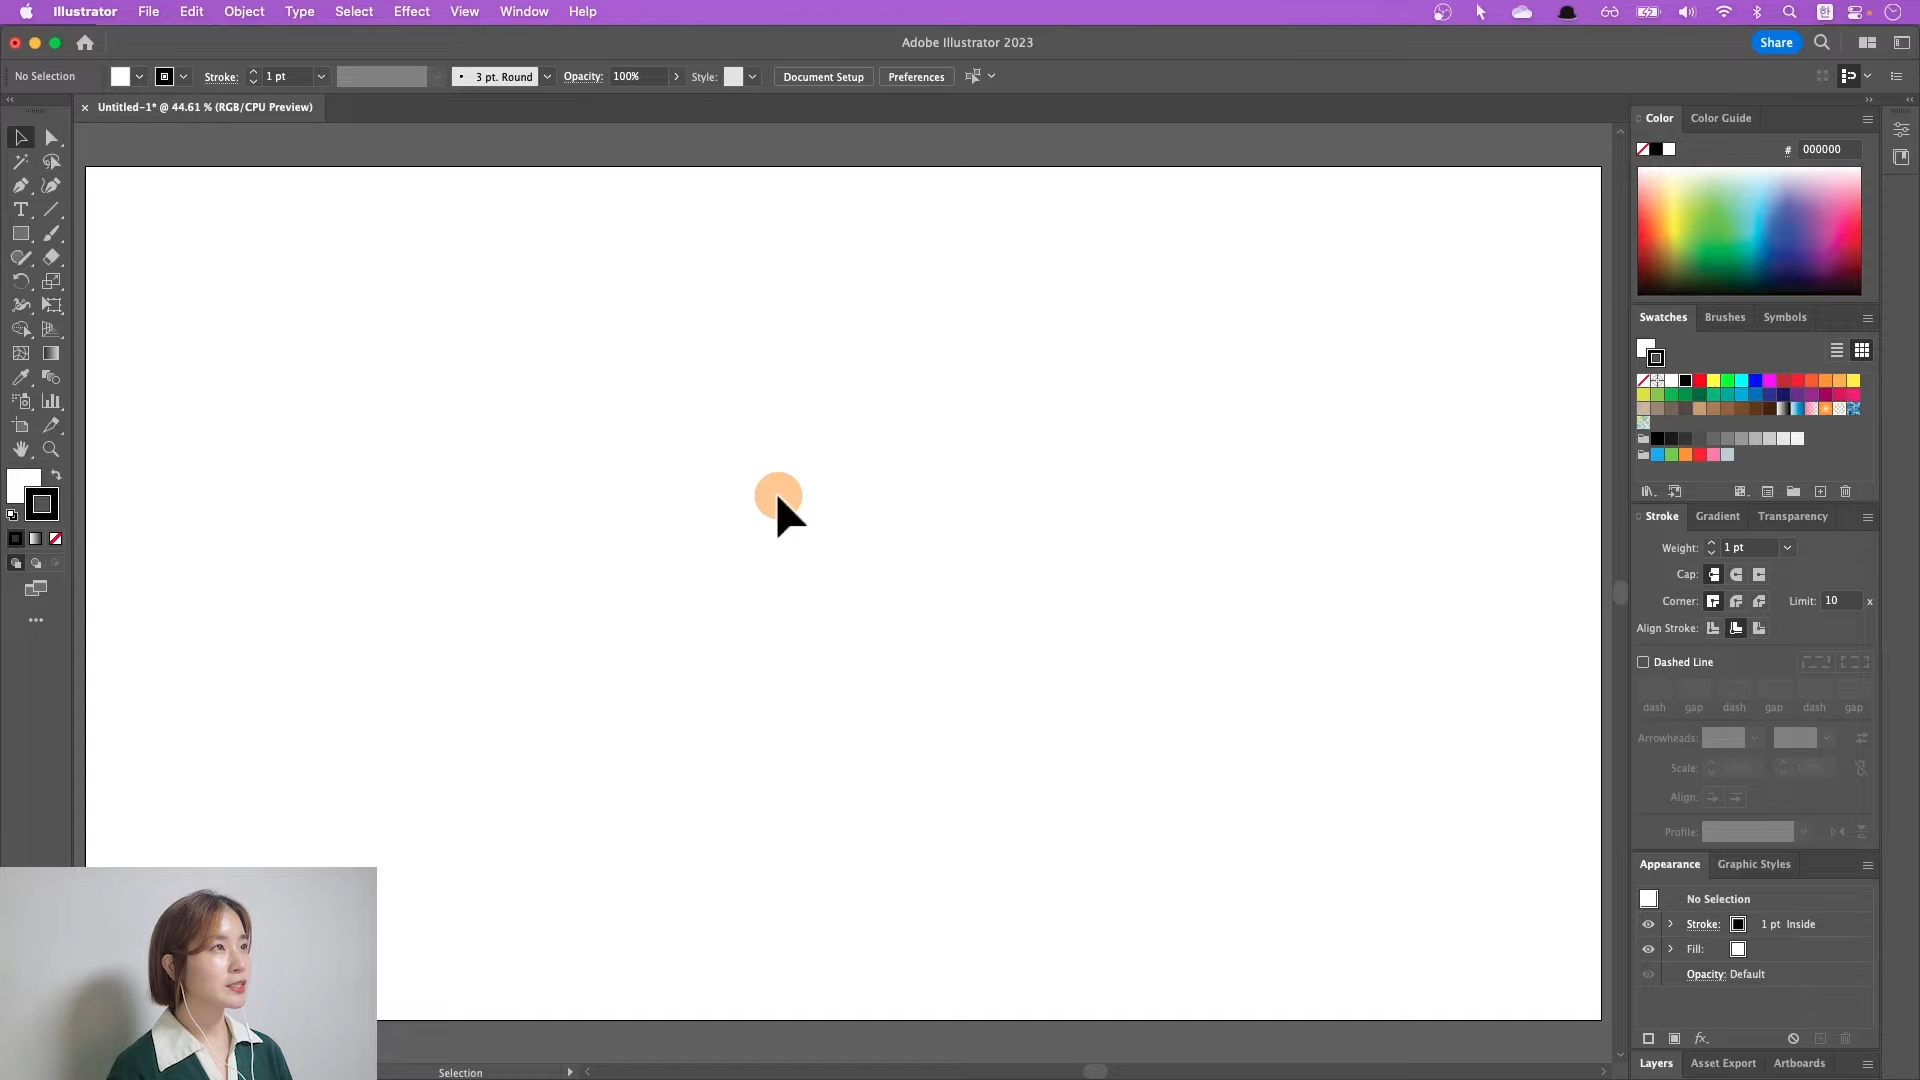 Illustrator File Edit Object Type Select Effect View Window Help
한
Adobe Illustrator 2023
Share
No Selection
Stroke: 1 pt
3 pt. Round
Opacity: 100%
Style:
Document Setup
Preferences
Untitled-1* @ 44.61 % (RGB/CPU Preview)
Color Color Guide
# 000000
Swatches Brushes Symbols
Stroke Gradient Transparency
Weight: 1 pt
Cap:
Corner: Limit: 10 x
Align Stroke:
Dashed Line
dash gap dash gap dash gap
Arrowheads:
Scale: 100% 100%
Align:
Profile:
Appearance Graphic Styles
No Selection
Stroke: 1 pt Inside
Fill:
Opacity: Default
fx.
Layers Asset Export Artboards
Selection